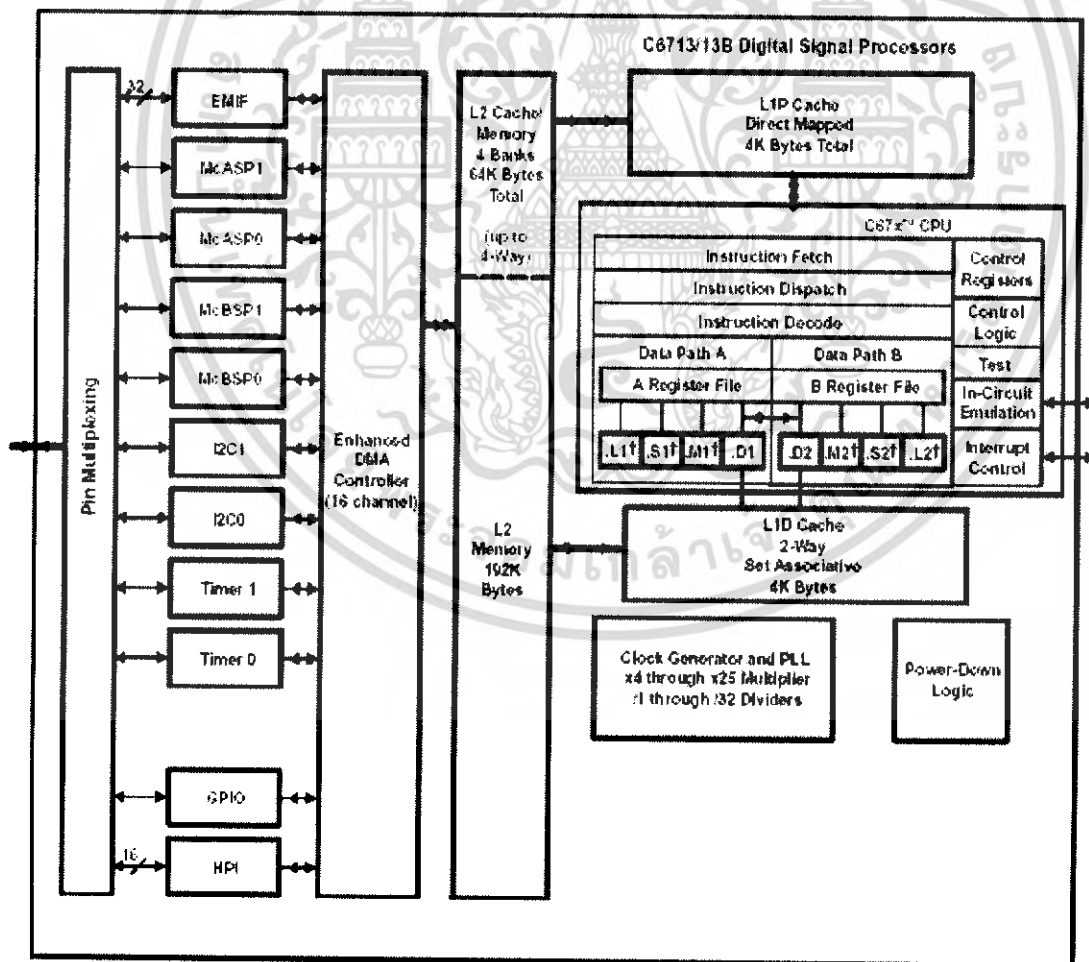 C6713/13B Digital Signal Processors
Pin Multiplexing
32
EMIF
McASP1
McASP0
McBSP1
McBSP0
I2C1
I2C0
Timer 1
Timer 0
GPIO
16
HPI
Enhanced
DMA
Controller
(16 channel)
L2 Cache/
Memory
4 Banks
64K Bytes
Total
(up to
4-Way)
L2
Memory
192K
Bytes
L1P Cache
Direct Mapped
4K Bytes Total
C67x™ CPU
Instruction Fetch
Instruction Dispatch
Instruction Decode
Data Path A
Data Path B
A Register File
B Register File
.L1† .S1† .M1† .D1
.D2 .M2† .S2† .L2†
Control
Registers
Control
Logic
Test
In-Circuit
Emulation
Interrupt
Control
L1D Cache
2-Way
Set Associative
4K Bytes
Clock Generator and PLL
x4 through x25 Multiplier
/1 through /32 Dividers
Power-Down
Logic